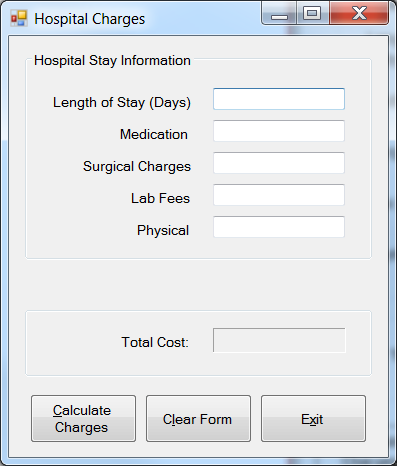 Hospital Charges
Hospital Stay Information
Length of Stay (Days)
Medication
Surgical Charges
Lab Fees
Physical
Total Cost:
Calculate
Charges
Clear Form
Exit